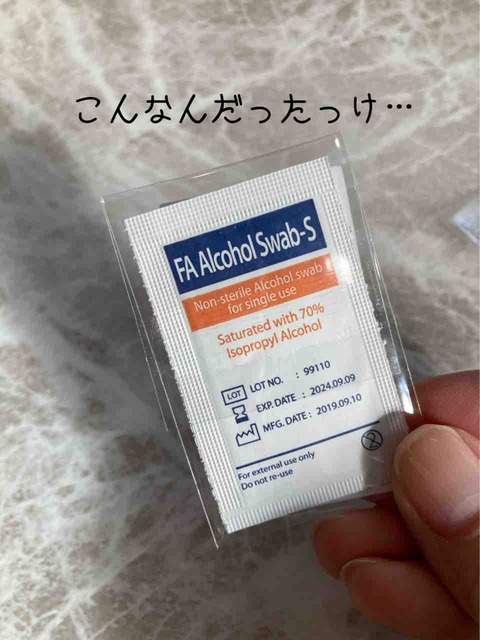 こんなんだったっけ…
FA Alcohol Swab-S
Non-sterile Alcohol swab
for single use
Saturated with 70%
Isopropyl Alcohol
LOT LOT NO. : 99110
EXP. DATE : 2024.09.09
MFG. DATE : 2019.09.10
For external use only
Do not re-use
2